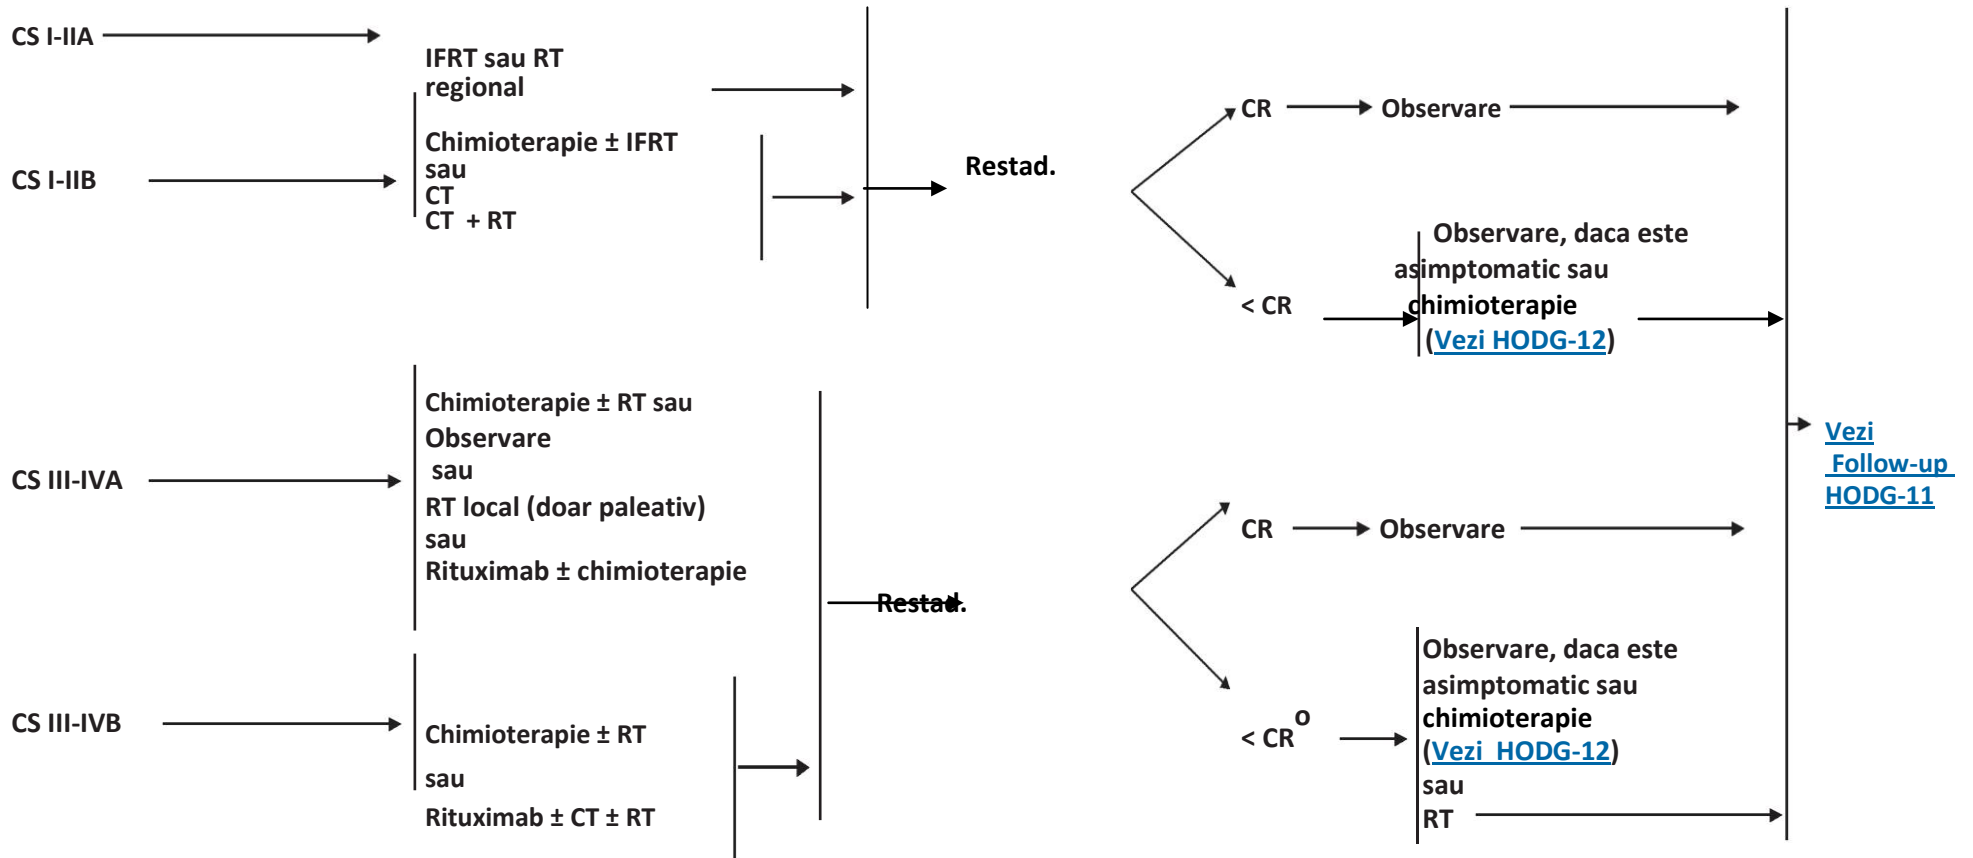 CS I-IIA
IFRT sau RT
regional
CS I-IIB
Chimioterapie ± IFRT
sau
CT
CT + RT
Restad.
CR
Observare
< CR
Observare, daca este
asimptomatic sau
chimioterapie
(Vezi HODG-12)
CS III-IVA
Chimioterapie ± RT sau
Observare
sau
RT local (doar paleativ)
sau
Rituximab ± chimioterapie
CS III-IVB
Chimioterapie ± RT
sau
Rituximab ± CT ± RT
Restad.
CR
Observare
< CR^o
Observare, daca este
asimptomatic sau
chimioterapie
(Vezi HODG-12)
sau
RT
Vezi
Follow-up
HODG-11